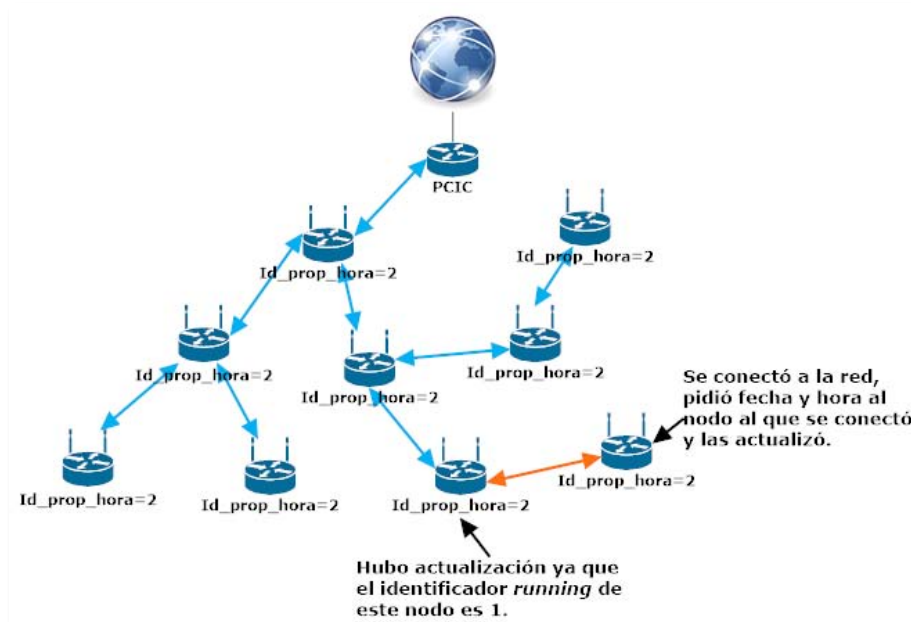 PCIC
Id_prop_hora=2
Id_prop_hora=2
Id_prop_hora=2
Id_prop_hora=2
Id_prop_hora=2
Se conectó a la red,
pidió fecha y hora al
nodo al que se conectó
y las actualizó.
Id_prop_hora=2
Id_prop_hora=2
Id_prop_hora=2
Id_prop_hora=2
Hubo actualización ya que
el identificador running de
este nodo es 1.